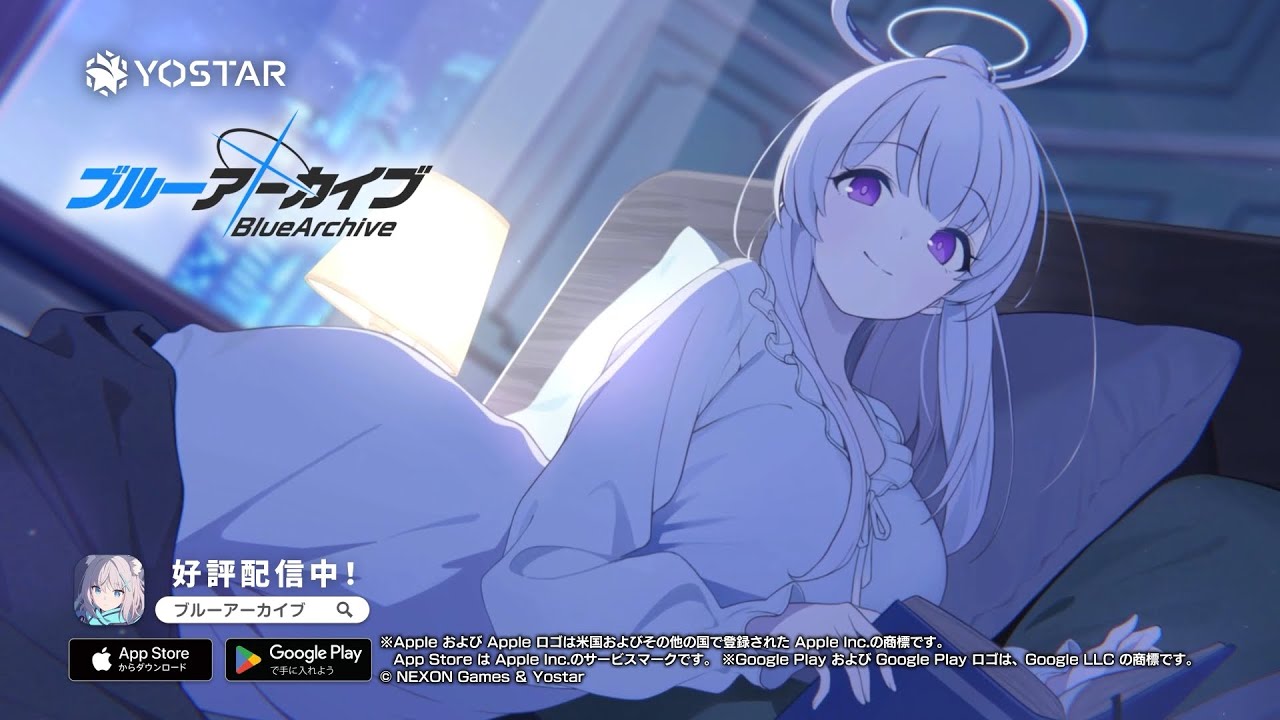 YOSTAR
ブルーアーカイブ
BlueArchive
好評配信中!
ブルーアーカイブ
App Store
からダウンロード
Google Play
で手に入れよう
※Apple および Apple ロゴは米国およびその他の国で登録された Apple Inc.の商標です。
App Store は Apple Inc.のサービスマークです。 ※Google Play および Google Play ロゴは、Google LLC の商標です。
© NEXON Games & Yostar